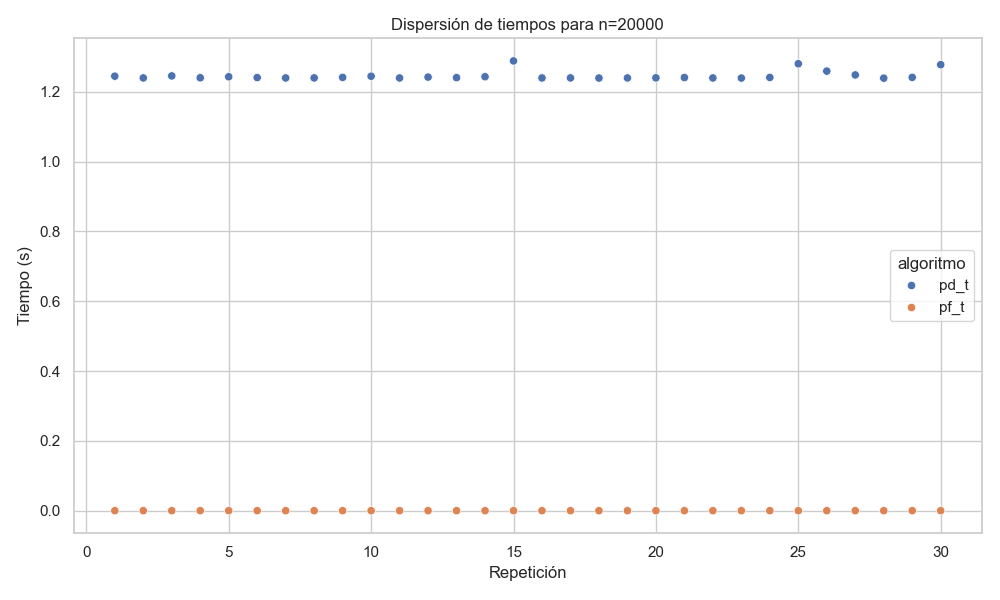 Dispersión de tiempos para n=20000
Tiempo (s)
1.2
1.0
0.8
0.6
0.4
0.2
0.0
algoritmo
pd_t
pf_t
0 5 10 15 20 25 30
Repetición